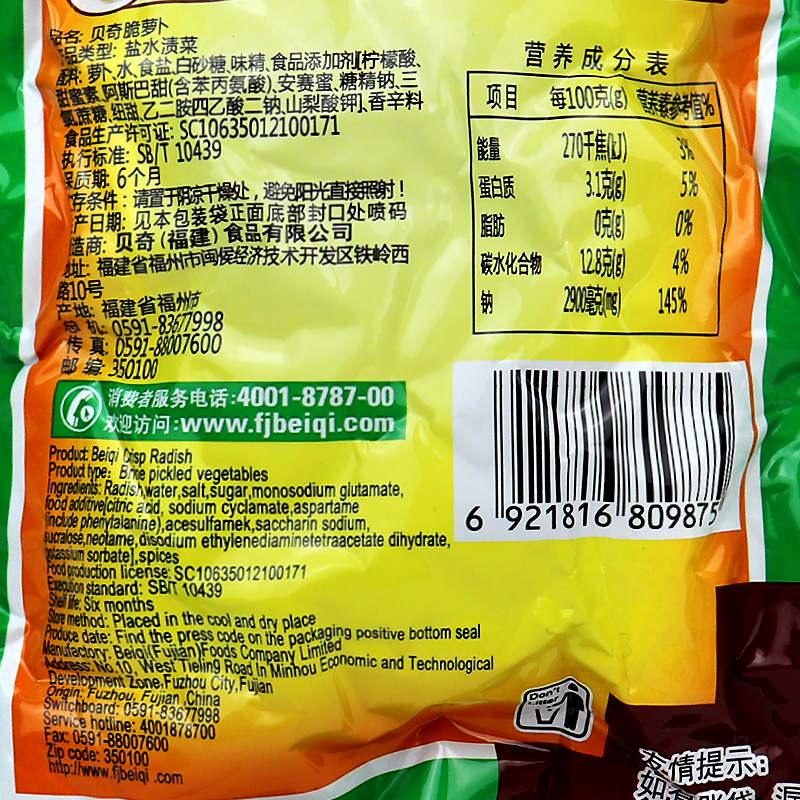 品名: 贝奇脆萝卜
产品类型: 盐水渍菜
配料: 萝卜,水,食盐,白砂糖,味精,食品添加剂[柠檬酸,
甜蜜素,阿斯巴甜(含苯丙氨酸),安赛蜜,糖精钠,三
氯蔗糖,纽甜,乙二胺四乙酸二钠,山梨酸钾],香辛料
食品生产许可证: SC10635012100171
执行标准: SB/T 10439
保质期: 6个月
贮存条件: 请置于阴凉干燥处，避免阳光直接照射!
生产日期: 见本包装袋正面底部封口处喷码
制造商: 贝奇(福建)食品有限公司
地址: 福建省福州市闽侯经济技术开发区铁岭西
路10号
产地: 福建省福州市
总 机: 0591-83677998
传 真: 0591-88007600
邮 编: 350100
消费者服务电话:4001-8787-00
欢迎访问:www.fjbeiqi.com
Product: Beiqi Crisp Radish
Product type: Brine pickled vegetables
Ingredients: Radish,water,salt,sugar,monosodium glutamate,
food additive[citric acid, sodium cyclamate,aspartame
(include phenylalanine),acesulfamek,saccharin sodium,
sucralose,neotame,disodium ethylenediaminetetraacetate dihydrate,
potassium sorbate],spices
Food production license: SC10635012100171
Execution standard: SB/T 10439
Shelf life: Six months
Store method: Placed in the cool and dry place
Produce date: Find the press code on the packaging positive bottom seal
Manufactory: Beiqi(Fujian)Foods Company Limited
Address: No.10, West Tieling Road In Minhou Economic and Technological
Development Zone,Fuzhou City,Fujian
Origin: Fuzhou, Fujian ,China
Switchboard: 0591-83677998
Service hotline: 4001878700
Fax: 0591-88007600
Zip code: 350100
http://www.fjbeiqi .com
营养成分表
项目 每100克(g) 营养素参考值%
能量 270千焦(kJ) 3%
蛋白质 3.1克(g) 5%
脂肪 0克(g) 0%
碳水化合物 12.8克(g) 4%
钠 2900毫克(mg) 145%
6 921816 809875
Don't
Litter
友情提示: